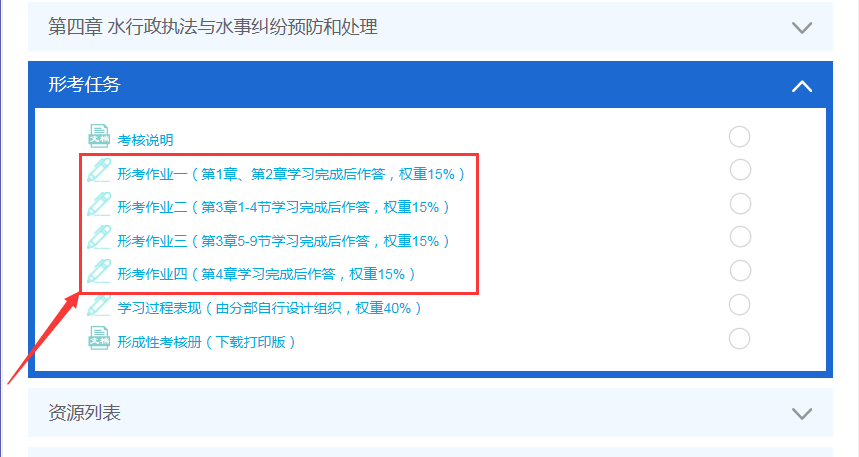 第四章 水行政执法与水事纠纷预防和处理
形考任务
文稿 考核说明
形考作业一（第1章、第2章学习完成后作答，权重15%）
形考作业二（第3章1-4节学习完成后作答，权重15%）
形考作业三（第3章5-9节学习完成后作答，权重15%）
形考作业四（第4章学习完成后作答，权重15%）
学习过程表现（由分部自行设计组织，权重40%）
文稿 形成性考核册（下载打印版）
资源列表